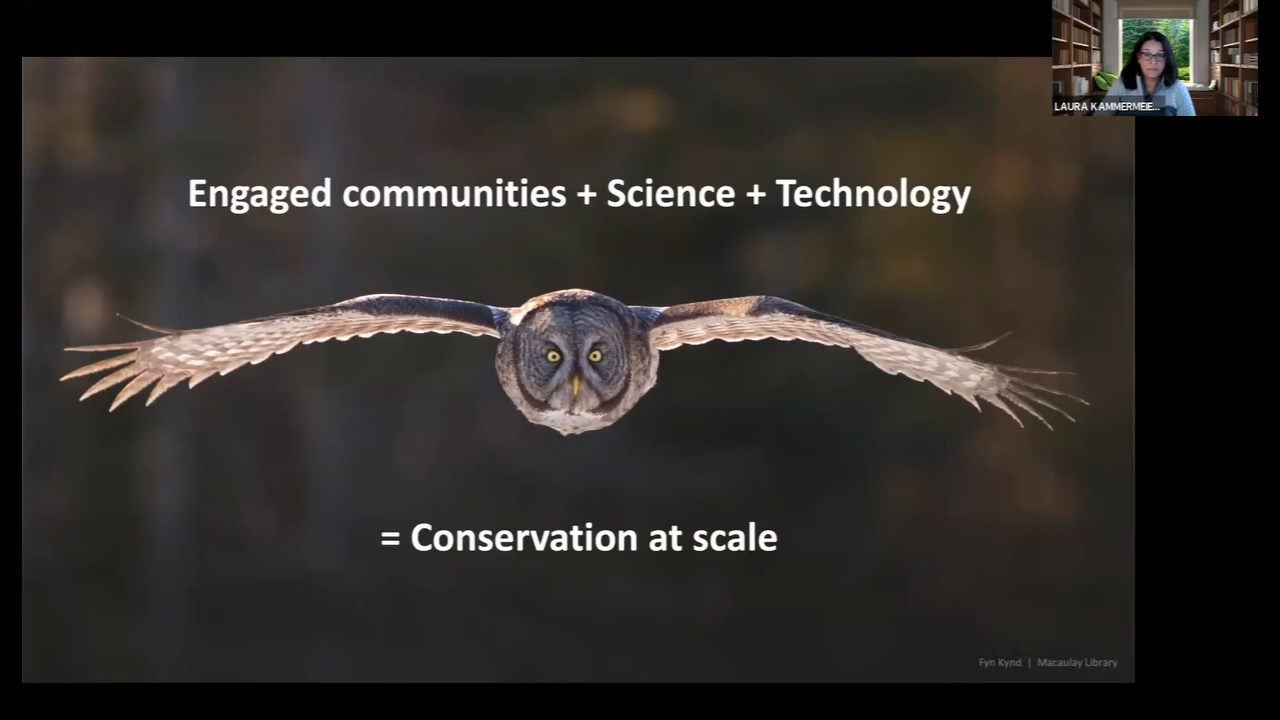 LAURA KAMMERMEIE...
Engaged communities + Science + Technology
= Conservation at scale
Fyn Kynd | Macaulay Library